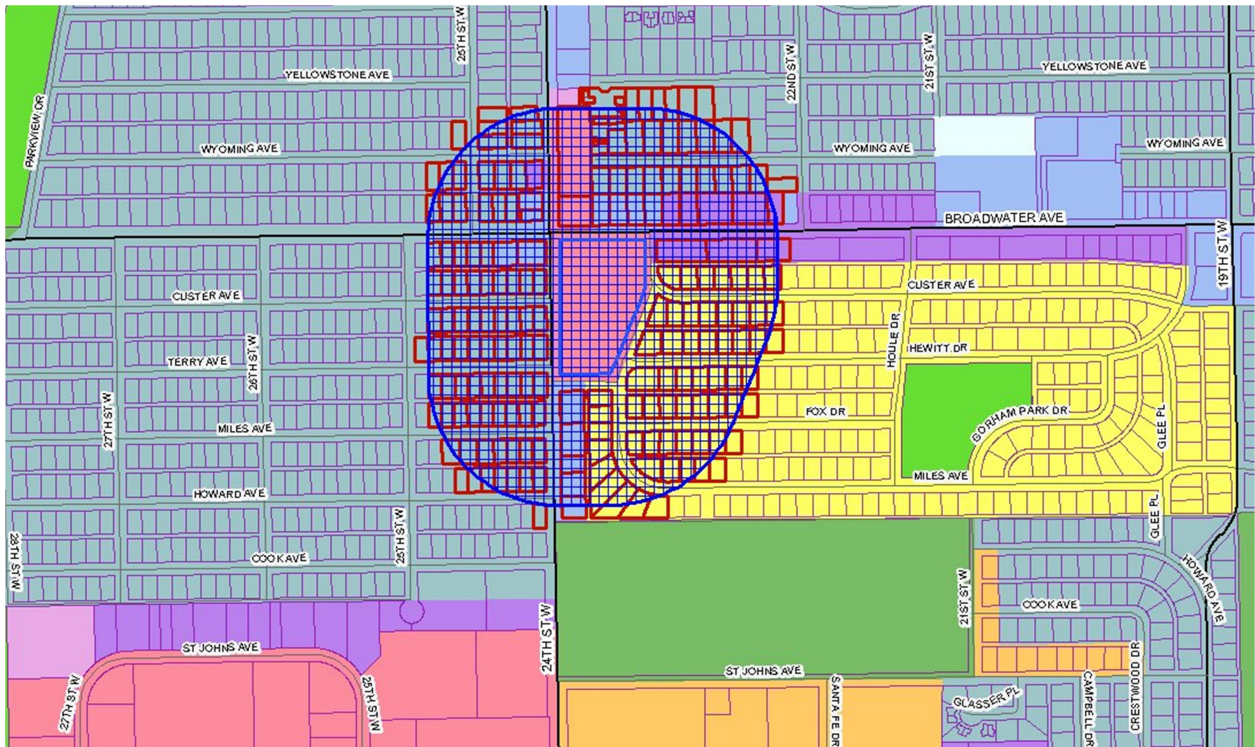 25TH ST W
YELLOWSTONE AVE
22ND ST W
21ST ST W
YELLOWSTONE AVE
PARKVIEW DR
WYOMING AVE
WYOMING AVE
WYOMING AVE
BROADWATER AVE
19TH ST W
CUSTER AVE
CUSTER AVE
HOULE DR
HEWITT DR
TERRY AVE
26TH ST W
27TH ST W
FOX DR
GORHAM PARK DR
GLEE PL
MILES AVE
MILES AVE
HOWARD AVE
GLEE PL
25TH ST W
28TH ST W
COOK AVE
HOWARD AVE
21ST ST W
COOK AVE
24TH ST W
ST JOHNS AVE
ST JOHNS AVE
27TH ST W
25TH ST W
SANTA FE DR
GLASSER PL
CAMPBELL DR
CRESTWOOD DR